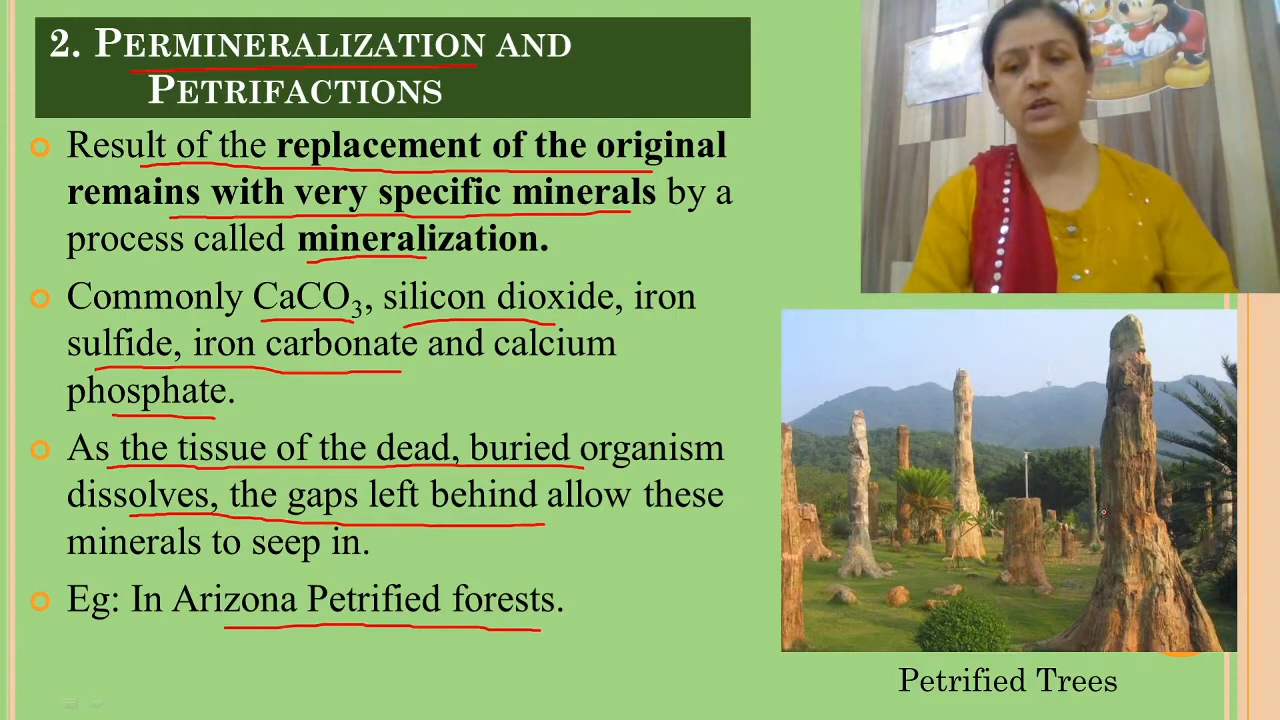 2. PERMINERALIZATION AND
PETRIFACTIONS
Result of the replacement of the original
remains with very specific minerals by a
process called mineralization.
Commonly CaCO₃, silicon dioxide, iron
sulfide, iron carbonate and calcium
phosphate.
As the tissue of the dead, buried organism
dissolves, the gaps left behind allow these
minerals to seep in.
Eg: In Arizona Petrified forests.
Petrified Trees